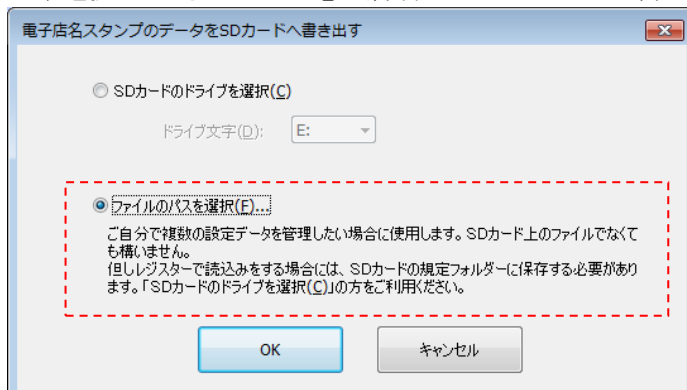 電子店名スタンプのデータをSDカードへ書き出す
SDカードのドライブを選択(C)
ドライブ文字(D): E:
ファイルのパスを選択(F)...
ご自分で複数の設定データを管理したい場合に使用します。SDカード上のファイルでなくて
も構いません。
但しレジスターで読込みをする場合には、SDカードの規定フォルダーに保存する必要があり
ます。「SDカードのドライブを選択(C)」の方をご利用ください。
OK キャンセル